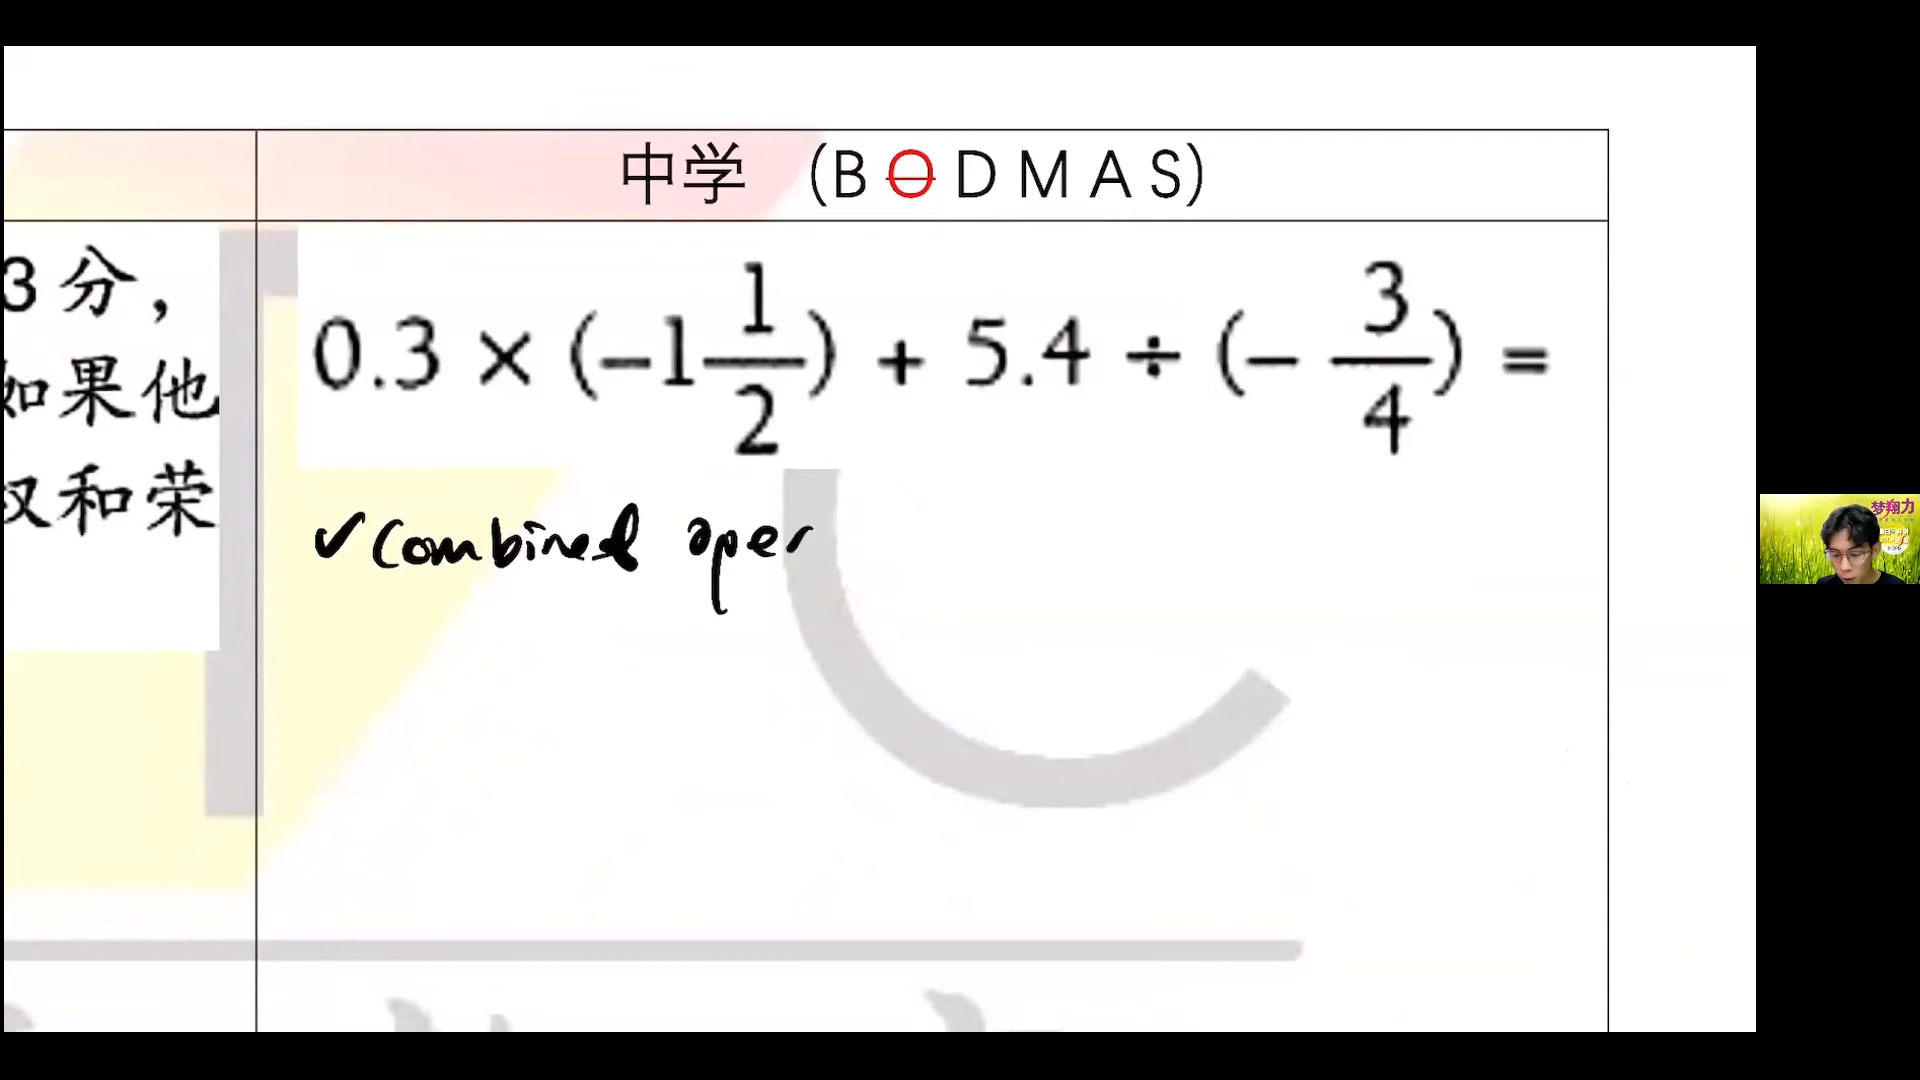 中学 (B O D M A S)
3分，
如果他
权和荣
0.3 × (-1 1/2) + 5.4 ÷ (- 3/4) =
✓ Combined oper
梦翔力